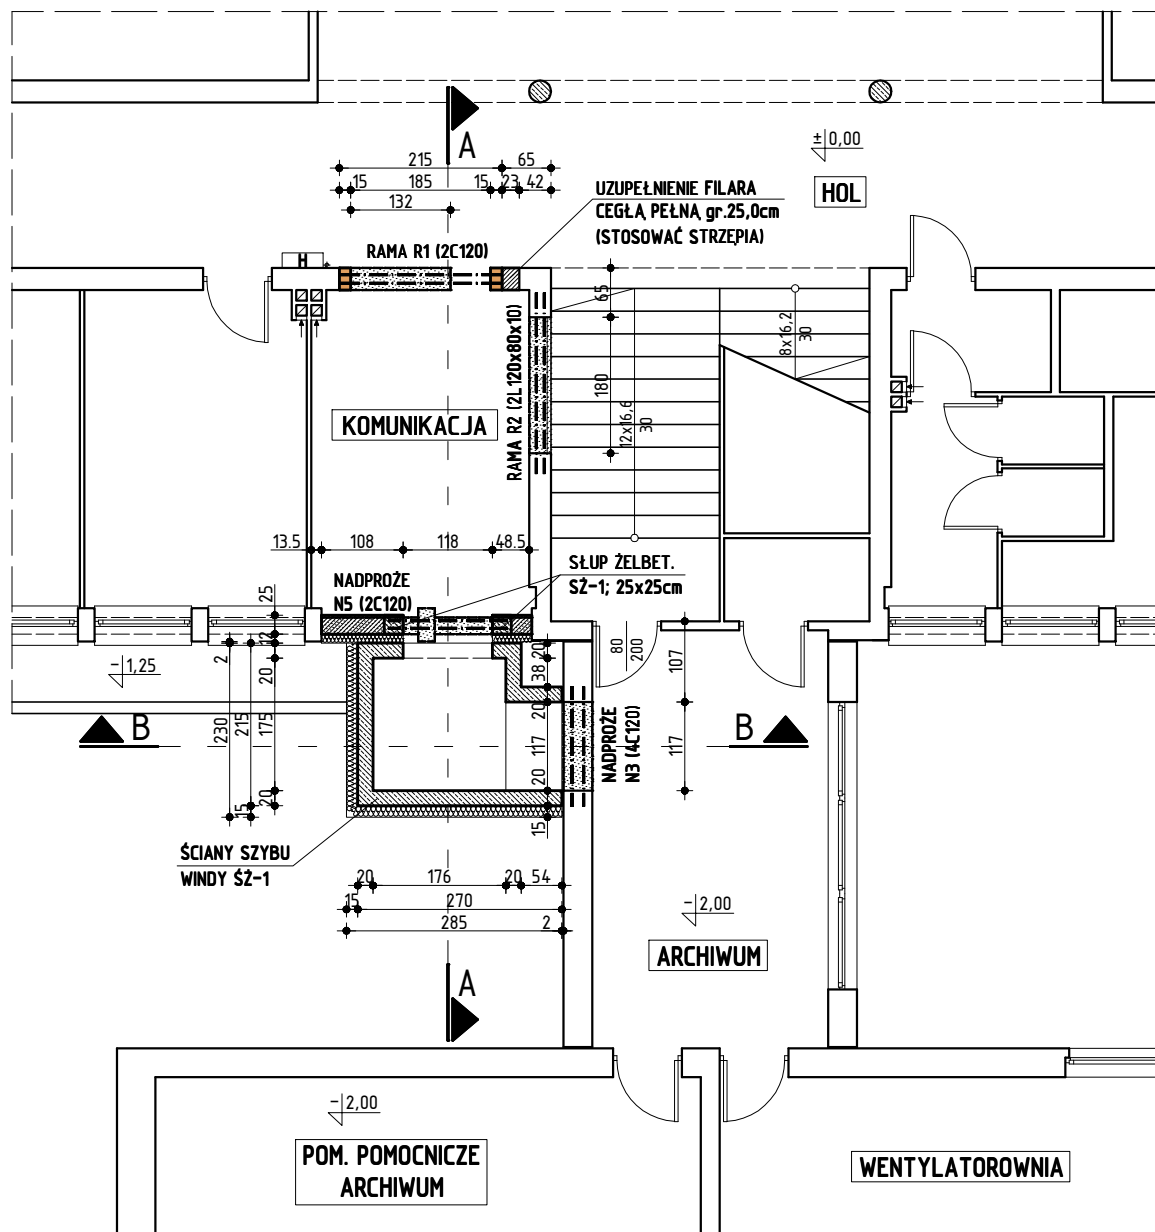 A
±0,00
215 65
15 185 15 23 42
132
UZUPEŁNIENIE FILARA
CEGŁĄ PEŁNĄ gr.25,0cm
(STOSOWAĆ STRZĘPIA)
HOL
RAMA R1 (2C120)
H
65
180
12x16,6
30
8x16,2
30
RAMA R2 (2L120x80x10)
KOMUNIKACJA
13.5 108 118 48.5
SŁUP ŻELBET.
SŻ-1; 25x25cm
NADPROŻE
N5 (2C120)
25
12
2
20
230
215
175
20
15
-1,25
80
200
107
117
20
38
20
117
20
15
B
B
NADPROŻE
N3 (4C120)
ŚCIANY SZYBU
WINDY ŚŻ-1
20 176 20 54
15 270
285 2
-2,00
ARCHIWUM
A
-2,00
POM. POMOCNICZE
ARCHIWUM
WENTYLATOROWNIA